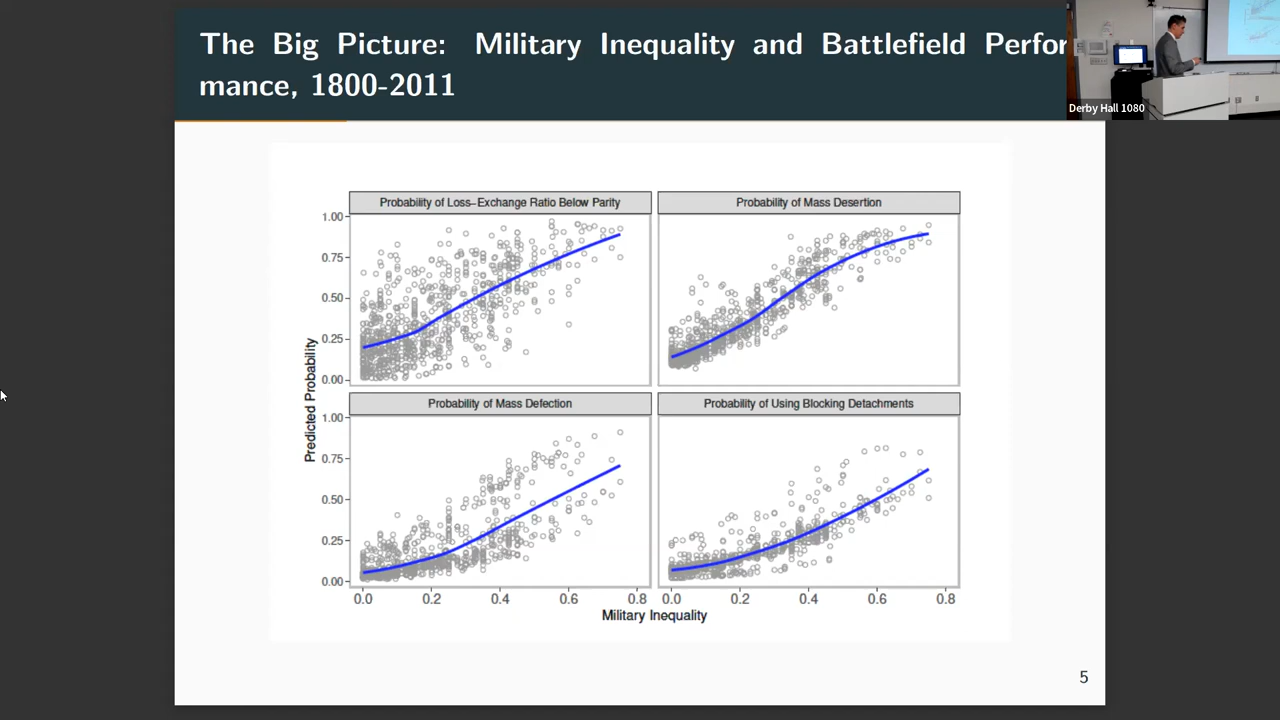 The Big Picture: Military Inequality and Battlefield Perfor
mance, 1800-2011
Derby Hall 1080
Probability of Loss–Exchange Ratio Below Parity
Probability of Mass Desertion
1.00
0.75
0.50
0.25
0.00
Predicted Probability
Probability of Mass Defection
Probability of Using Blocking Detachments
1.00
0.75
0.50
0.25
0.00
0.0 0.2 0.4 0.6 0.8 0.0 0.2 0.4 0.6 0.8
Military Inequality
5